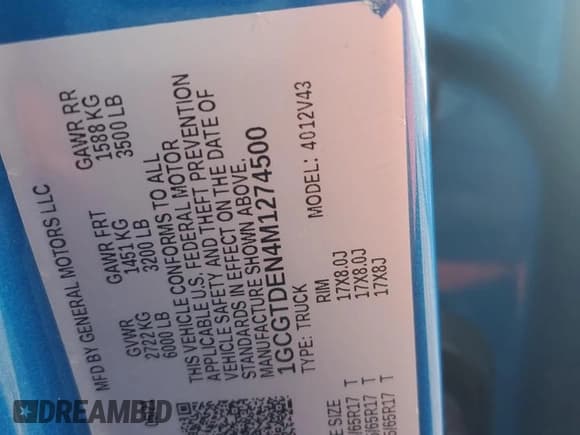 MFD BY GENERAL MOTORS LLC
GVWR GAWR FRT GAWR RR
2722 KG 1451 KG 1588 KG
6000 LB 3200 LB 3500 LB
THIS VEHICLE CONFORMS TO ALL
APPLICABLE U.S. FEDERAL MOTOR
VEHICLE SAFETY AND THEFT PREVENTION
STANDARDS IN EFFECT ON THE DATE OF
MANUFACTURE SHOWN ABOVE.
1GCGTDEN4M1274500
TYPE: TRUCK MODEL: 4012V43
E SIZE RIM
/65R17 T 17X8.0J
/65R17 T 17X8.0J
/65R17 T 17X8J
DREAMBID